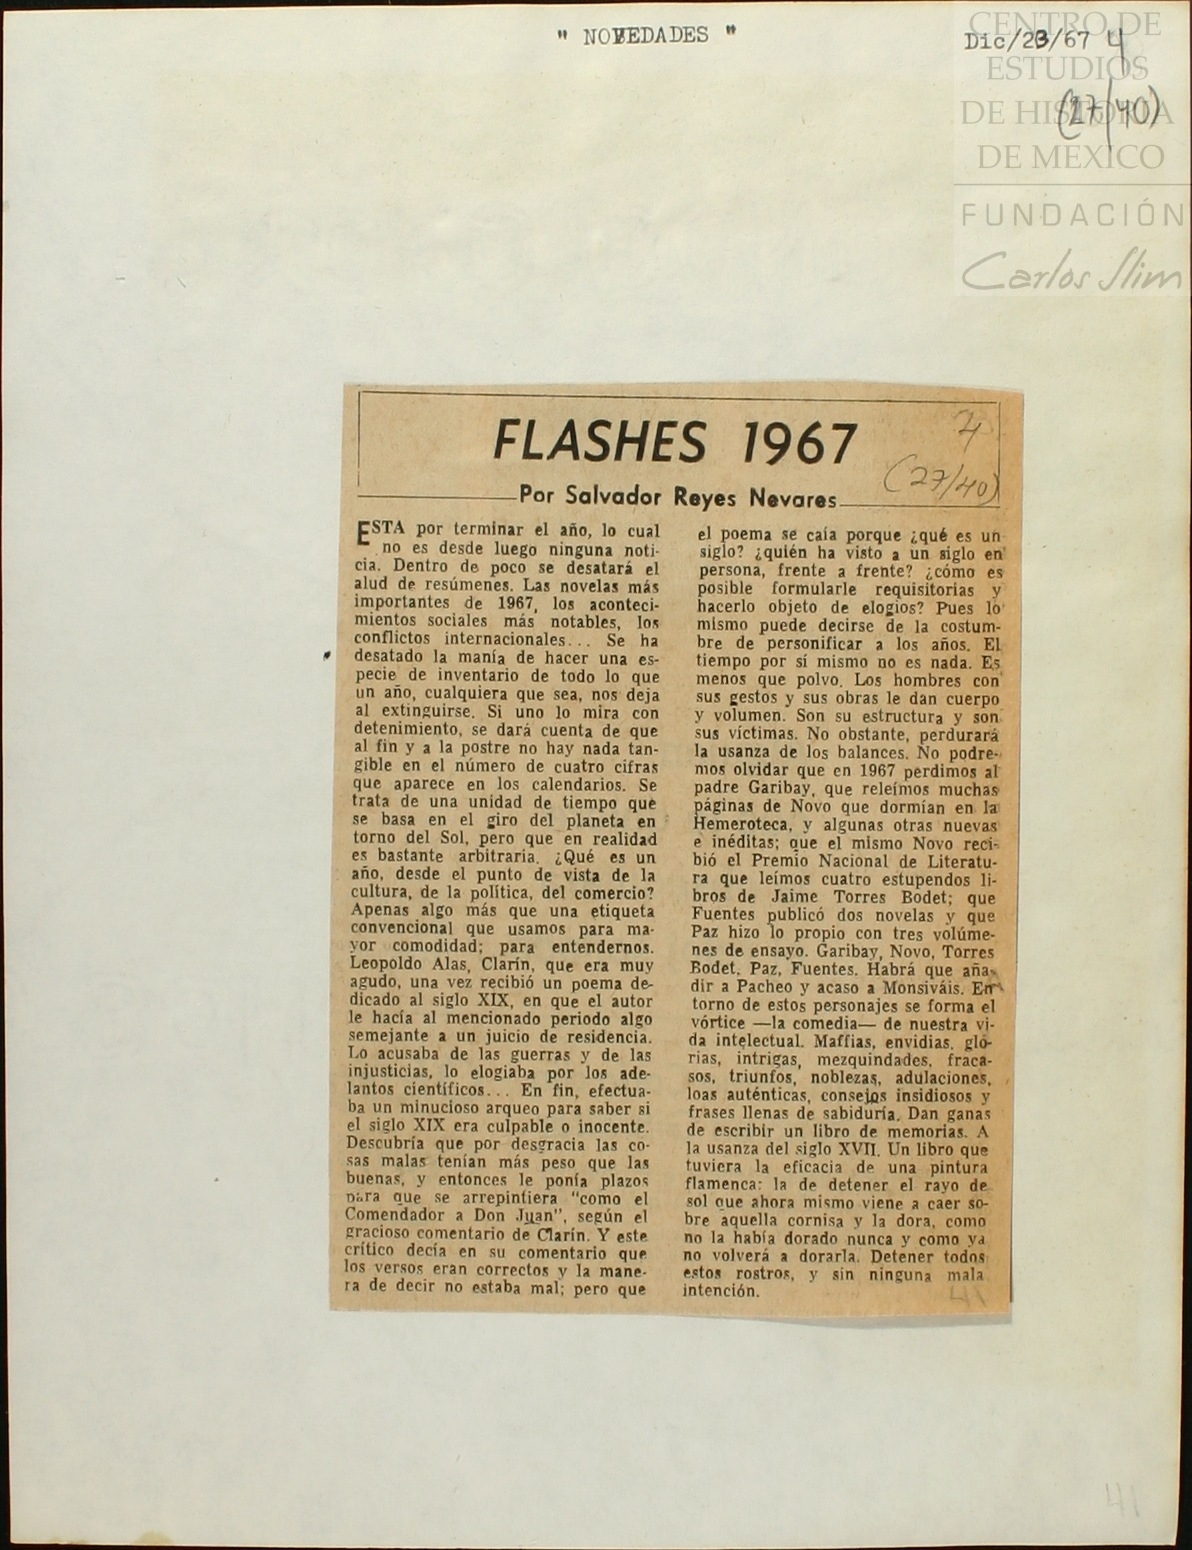 " NOVEDADES "
Dic/23/67 4
(27/40)
CENTRO DE
ESTUDIOS
DE HISTORIA
DE MEXICO
FUNDACIÓN
Carlos Slim
FLASHES 1967
4
(27/40)
Por Salvador Reyes Nevares
ESTA por terminar el año, lo cual
no es desde luego ninguna noti-
cia. Dentro de poco se desatará el
alud de resúmenes. Las novelas más
importantes de 1967, los aconteci-
mientos sociales más notables, los
conflictos internacionales... Se ha
desatado la manía de hacer una es-
pecie de inventario de todo lo que
un año, cualquiera que sea, nos deja
al extinguirse. Si uno lo mira con
detenimiento, se dará cuenta de que
al fin y a la postre no hay nada tan-
gible en el número de cuatro cifras
que aparece en los calendarios. Se
trata de una unidad de tiempo que
se basa en el giro del planeta en
torno del Sol, pero que en realidad
es bastante arbitraria. ¿Qué es un
año, desde el punto de vista de la
cultura, de la política, del comercio?
Apenas algo más que una etiqueta
convencional que usamos para ma-
yor comodidad; para entendernos.
Leopoldo Alas, Clarín, que era muy
agudo, una vez recibió un poema de-
dicado al siglo XIX, en que el autor
le hacía al mencionado periodo algo
semejante a un juicio de residencia.
Lo acusaba de las guerras y de las
injusticias, lo elogiaba por los ade-
lantos científicos... En fin, efectua-
ba un minucioso arqueo para saber si
el siglo XIX era culpable o inocente.
Descubría que por desgracia las co-
sas malas tenían más peso que las
buenas, y entonces le ponía plazos
para que se arrepintiera "como el
Comendador a Don Juan", según el
gracioso comentario de Clarín. Y este
crítico decía en su comentario que
los versos eran correctos y la mane-
ra de decir no estaba mal; pero que
el poema se caía porque ¿qué es un
siglo? ¿quién ha visto a un siglo en
persona, frente a frente? ¿cómo es
posible formularle requisitorias y
hacerlo objeto de elogios? Pues lo
mismo puede decirse de la costum-
bre de personificar a los años. El
tiempo por sí mismo no es nada. Es
menos que polvo. Los hombres con
sus gestos y sus obras le dan cuerpo
y volumen. Son su estructura y son
sus víctimas. No obstante, perdurará
la usanza de los balances. No podre-
mos olvidar que en 1967 perdimos al
padre Garibay, que releímos muchas
páginas de Novo que dormían en la
Hemeroteca, y algunas otras nuevas
e inéditas; que el mismo Novo reci-
bió el Premio Nacional de Literatu-
ra que leímos cuatro estupendos li-
bros de Jaime Torres Bodet; que
Fuentes publicó dos novelas y que
Paz hizo lo propio con tres volúme-
nes de ensayo. Garibay, Novo, Torres
Bodet, Paz, Fuentes. Habrá que aña-
dir a Pacheo y acaso a Monsiváis. En
torno de estos personajes se forma el
vórtice —la comedia— de nuestra vi-
da intelectual. Maffias, envidias, glo-
rias, intrigas, mezquindades, fraca-
sos, triunfos, noblezas, adulaciones,
loas auténticas, consejos insidiosos y
frases llenas de sabiduría. Dan ganas
de escribir un libro de memorias. A
la usanza del siglo XVII. Un libro que
tuviera la eficacia de una pintura
flamenca: la de detener el rayo de
sol que ahora mismo viene a caer so-
bre aquella cornisa y la dora, como
no la había dorado nunca y como ya
no volverá a dorarla. Detener todos
estos rostros, y sin ninguna mala
intención.
41
41